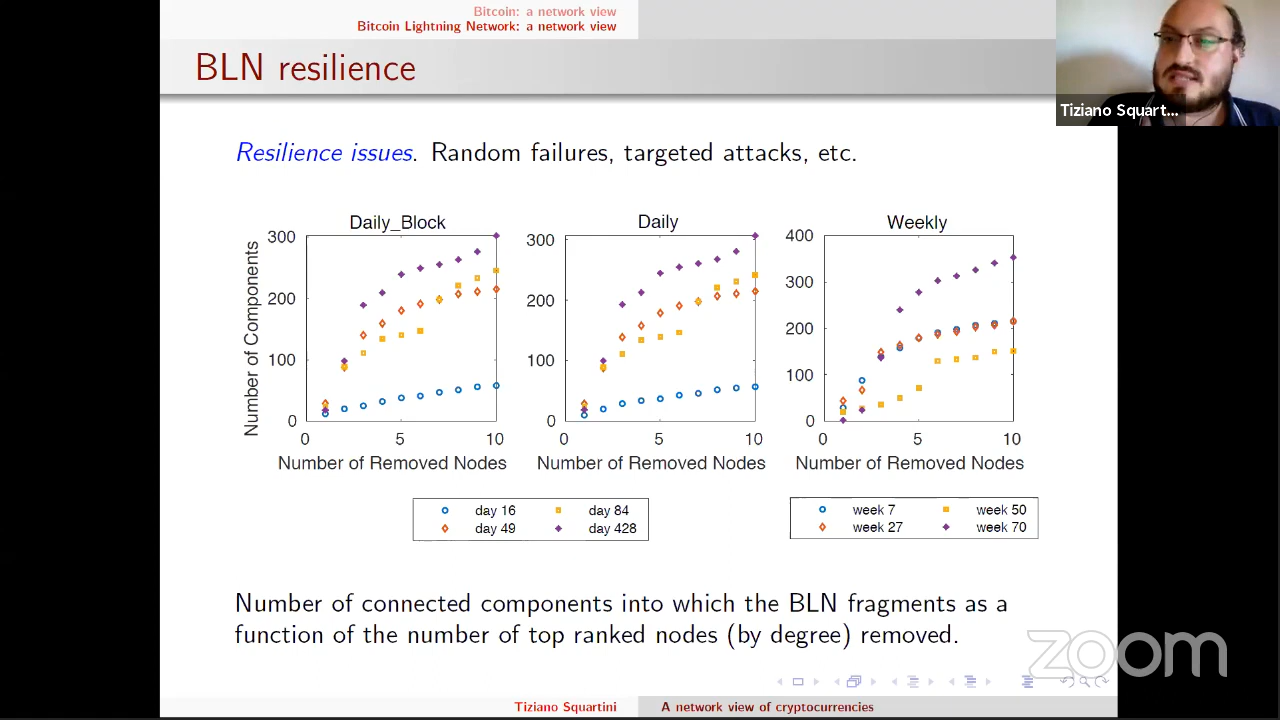 Bitcoin: a network view
Bitcoin Lightning Network: a network view
BLN resilience
Tiziano Squart...
Resilience issues. Random failures, targeted attacks, etc.
Daily_Block
Daily
Weekly
Number of Components
300
200
100
0
0
5
10
Number of Removed Nodes
300
200
100
0
0
5
10
Number of Removed Nodes
400
300
200
100
0
0
5
10
Number of Removed Nodes
day 16
day 84
day 49
day 428
week 7
week 50
week 27
week 70
Number of connected components into which the BLN fragments as a
function of the number of top ranked nodes (by degree) removed.
zoom
Tiziano Squartini
A network view of cryptocurrencies